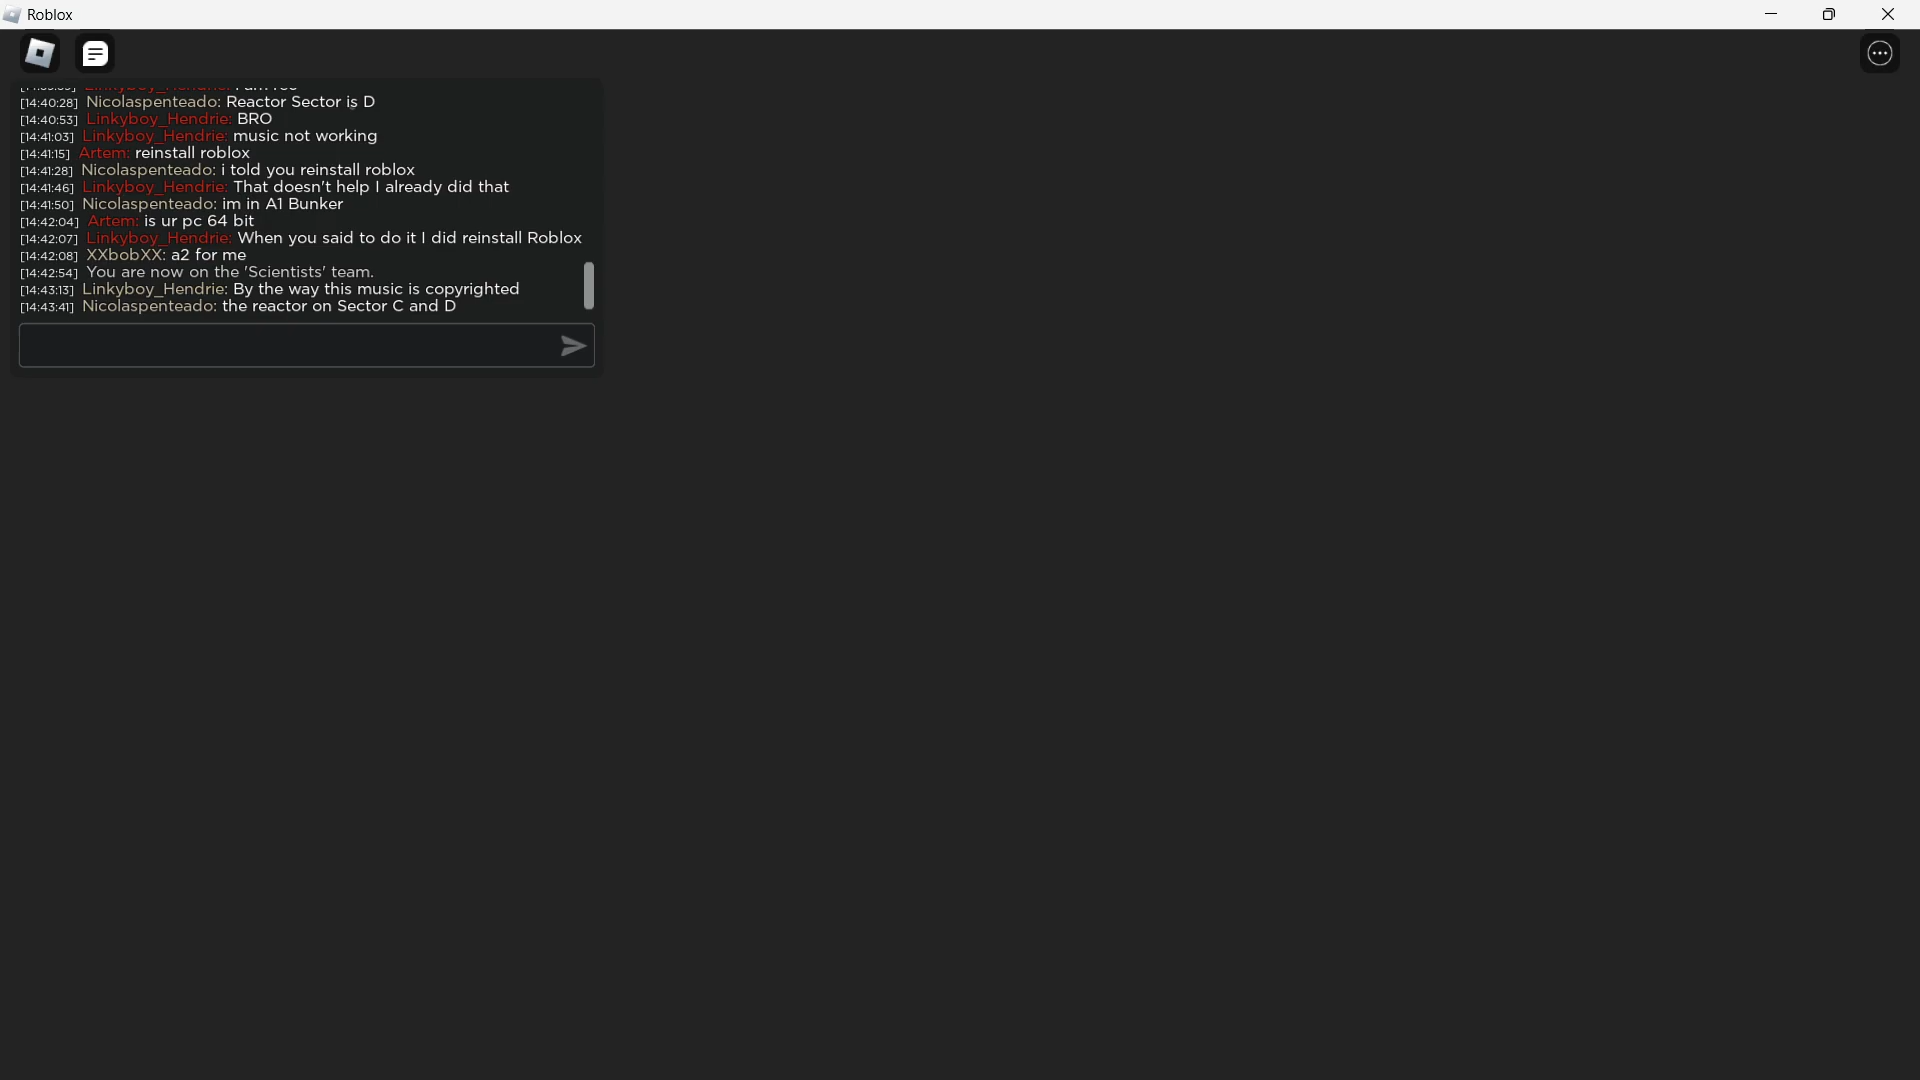 Roblox
[14:40:28] Nicolaspenteado: Reactor Sector is D
[14:40:53] Linkyboy_Hendrie: BRO
[14:41:03] Linkyboy_Hendrie: music not working
[14:41:15] Artem: reinstall roblox
[14:41:28] Nicolaspenteado: i told you reinstall roblox
[14:41:46] Linkyboy_Hendrie: That doesn't help I already did that
[14:41:50] Nicolaspenteado: im in A1 Bunker
[14:42:04] Artem: is ur pc 64 bit
[14:42:07] Linkyboy_Hendrie: When you said to do it I did reinstall Roblox
[14:42:08] XXbobXX: a2 for me
[14:42:54] You are now on the 'Scientists' team.
[14:43:13] Linkyboy_Hendrie: By the way this music is copyrighted
[14:43:41] Nicolaspenteado: the reactor on Sector C and D